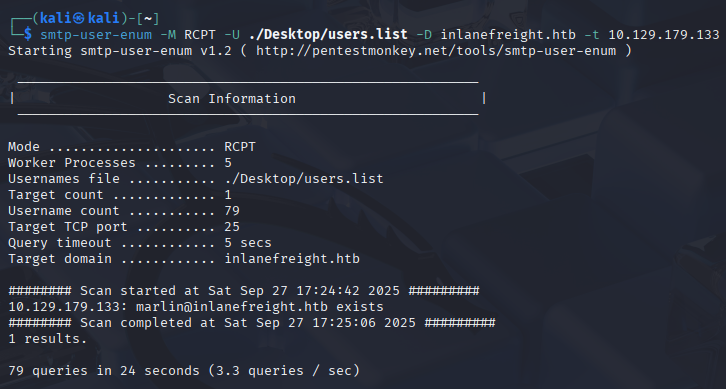 ┌──(kali㉿kali)-[~]
└─$ smtp-user-enum -M RCPT -U ./Desktop/users.list -D inlanefreight.htb -t 10.129.179.133
Starting smtp-user-enum v1.2 ( http://pentestmonkey.net/tools/smtp-user-enum )
|                   Scan Information                       |
Mode ..................... RCPT
Worker Processes ......... 5
Usernames file ........... ./Desktop/users.list
Target count ............. 1
Username count ........... 79
Target TCP port .......... 25
Query timeout ............ 5 secs
Target domain ............ inlanefreight.htb
######## Scan started at Sat Sep 27 17:24:42 2025 #########
10.129.179.133: marlin@inlanefreight.htb exists
######## Scan completed at Sat Sep 27 17:25:06 2025 #########
1 results.
79 queries in 24 seconds (3.3 queries / sec)